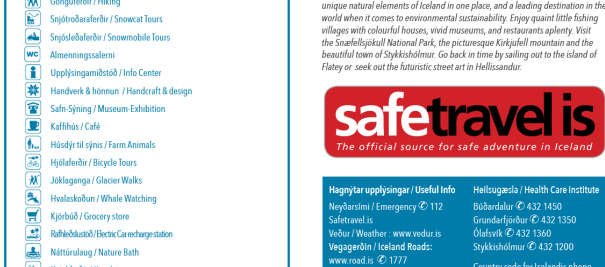 Gönguferðir / Hiking
Snjótroðaraferðir / Snowcat Tours
Snjósleðaferðir / Snowmobile Tours
WC Almenningssalerni
i Upplýsingamiðstöð / Info Center
Handverk & hönnun / Handcraft & design
Safn-Sýning / Museum-Exhibition
Kaffihús / Café
Húsdýr til sýnis / Farm Animals
Hjólaferðir / Bicycle Tours
Jöklaganga / Glacier Walks
Hvalaskoðun / Whale Watching
Kjörbúð / Grocery store
Rafhleðslustöð / Electric Car recharge station
Náttúrulaug / Nature Bath
unique natural elements of Iceland in one place, and a leading destination in the
world when it comes to environmental sustainability. Enjoy quaint little fishing
villages with colourful houses, vivid museums, and restaurants aplenty. Visit
the Snæfellsjökull National Park, the picturesque Kirkjufell mountain and the
beautiful town of Stykkishólmur. Go back in time by sailing out to the island of
Flatey or seek out the futuristic street art in Hellissandur.
safetravel is
The official source for safe adventure in Iceland
Hagnýtar upplýsingar / Useful Info
Neyðarsími / Emergency ✆ 112
Safetravel.is
Veður / Weather : www.vedur.is
Vegagerðin / Iceland Roads:
www.road.is ✆ 1777
Heilsugæsla / Health Care institute
Búðardalur ✆ 432 1450
Grundarfjörður ✆ 432 1350
Ólafsvík ✆ 432 1360
Stykkishólmur ✆ 432 1200
Country code for Icelandic phone